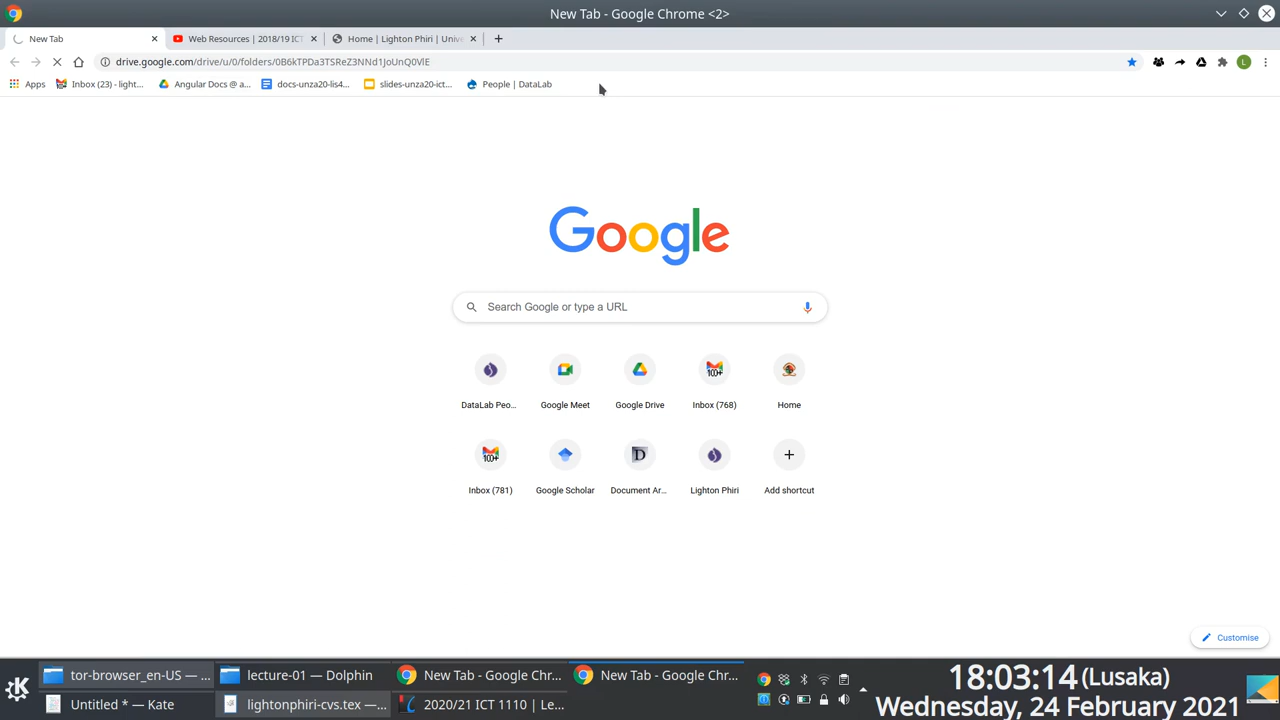 New Tab - Google Chrome <2>
New Tab
Web Resources | 2018/19 ICT
Home | Lighton Phiri | Unive
drive.google.com/drive/u/0/folders/0B6kTPDa3TSReZ3NNd1JoUnQ0VlE
L
Apps
Inbox (23) - light...
Angular Docs @ a...
docs-unza20-lis4...
slides-unza20-ict...
People | DataLab
Google
Search Google or type a URL
DataLab Peo...
Google Meet
Google Drive
Inbox (768)
Home
Inbox (781)
Google Scholar
Document Ar...
Lighton Phiri
Add shortcut
Customise
tor-browser_en-US — ...
lecture-01 — Dolphin
New Tab - Google Chr...
New Tab - Google Chr...
Untitled * — Kate
lightonphiri-cvs.tex —...
2020/21 ICT 1110 | Le...
18:03:14 (Lusaka)
Wednesday, 24 February 2021